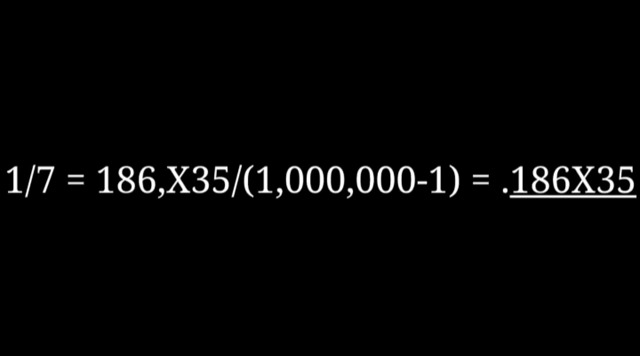 1/7 = 186,X35/(1,000,000-1) = .186X35